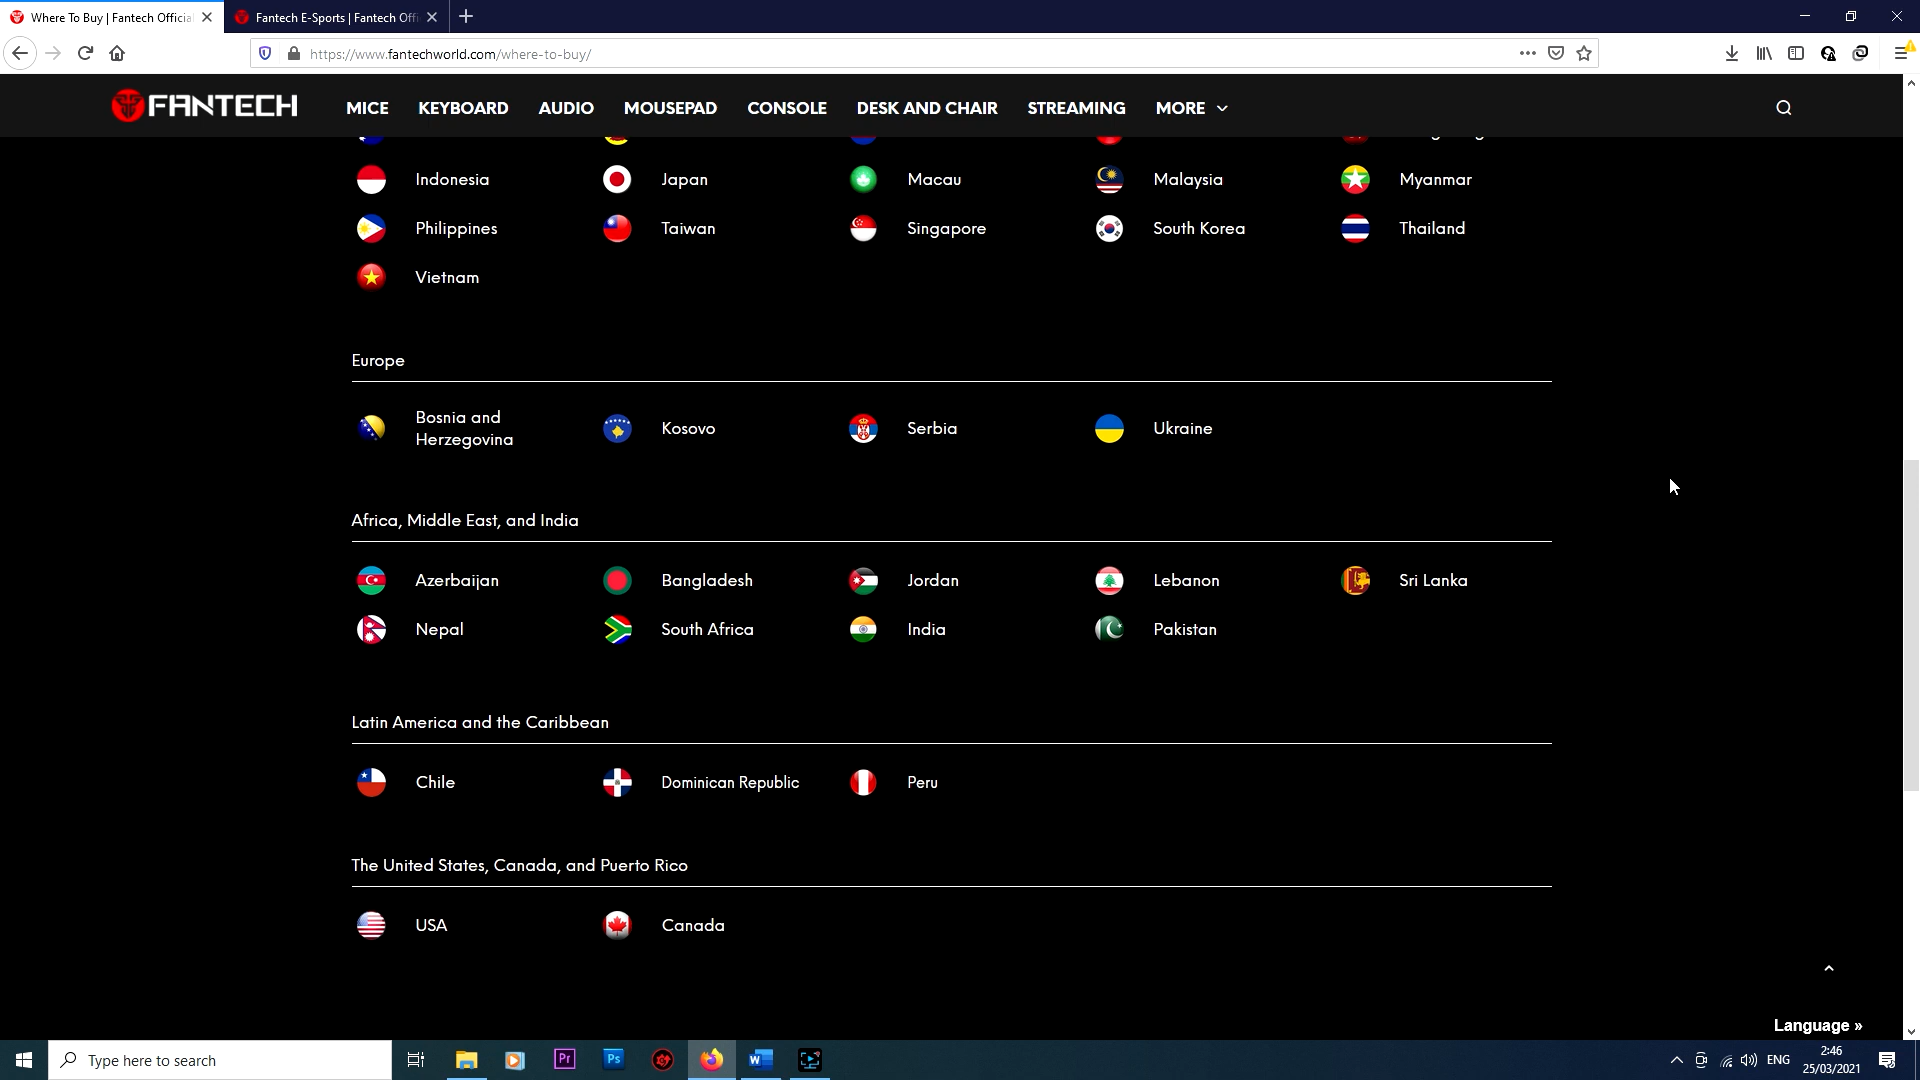 Where To Buy | Fantech Official
Fantech E-Sports | Fantech Offi
https://www.fantechworld.com/where-to-buy/
FANTECH
MICE
KEYBOARD
AUDIO
MOUSEPAD
CONSOLE
DESK AND CHAIR
STREAMING
MORE
Indonesia
Japan
Macau
Malaysia
Myanmar
Philippines
Taiwan
Singapore
South Korea
Thailand
Vietnam
Europe
Bosnia and
Herzegovina
Kosovo
Serbia
Ukraine
Africa, Middle East, and India
Azerbaijan
Bangladesh
Jordan
Lebanon
Sri Lanka
Nepal
South Africa
India
Pakistan
Latin America and the Caribbean
Chile
Dominican Republic
Peru
The United States, Canada, and Puerto Rico
USA
Canada
Language »
Type here to search
Pr
Ps
W
ENG
2:46
25/03/2021